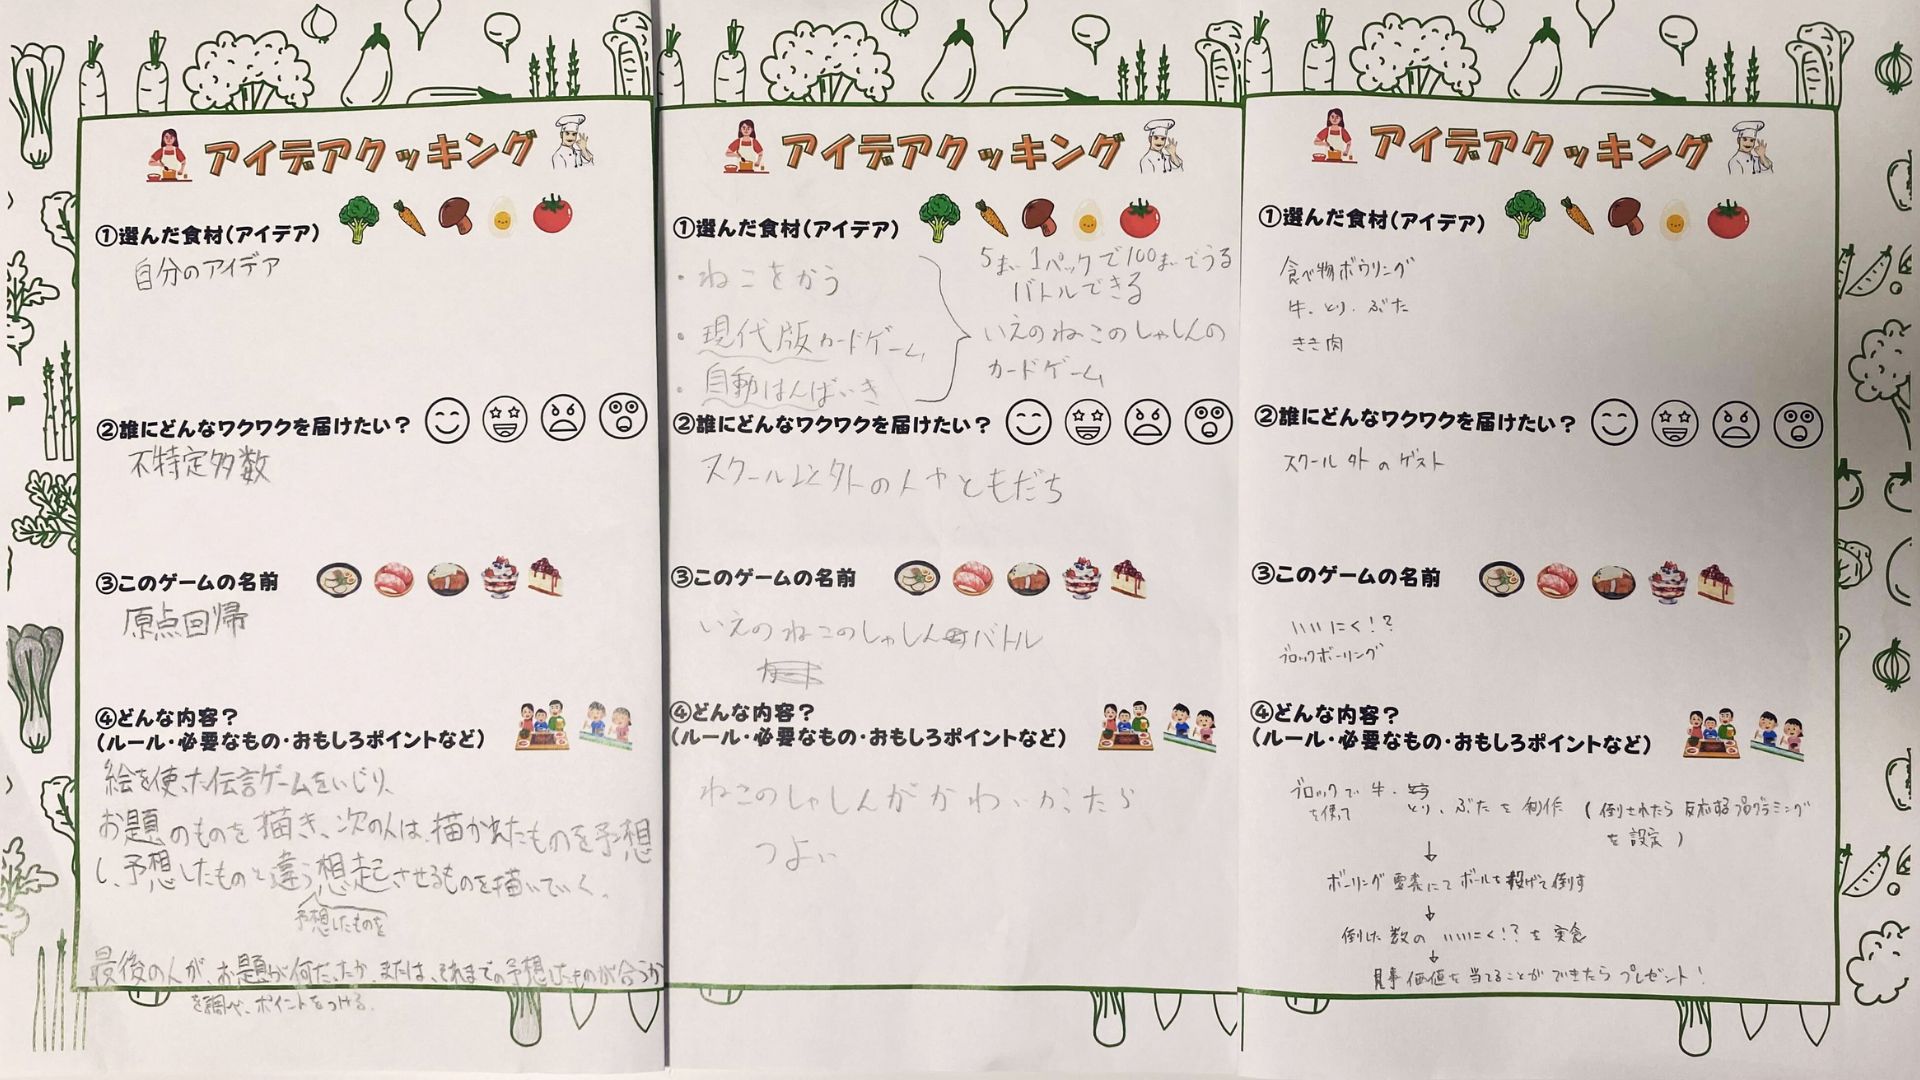 アイデアクッキング
①選んだ食材(アイデア)
自分のアイデア
②誰にどんなワクワクを届けたい?
不特定多数
③このゲームの名前
原点回帰
④どんな内容?
(ルール・必要なもの・おもしろポイントなど)
絵を使った伝言ゲームをいじり、
お題のものを描き、次の人は、描かれたものを予想
し、予想したものと違う想起させるものを描いていく。
予想したものを
最後の人が、お題が何だったか、または、それまでの予想したものが合うか
を調べ、ポイントをつける。
アイデアクッキング
①選んだ食材(アイデア)
・ねこをかう
・現代版カードゲーム
・自動はんばいき
5まい1パックで100まいでうる
バトルできる
いえのねこのしゃしんの
カードゲーム
②誰にどんなワクワクを届けたい?
スクール以外の人やともだち
③このゲームの名前
いえのねこのしゃしんバトル
④どんな内容?
(ルール・必要なもの・おもしろポイントなど)
ねこのしゃしんがかわいかったら
つよい
アイデアクッキング
①選んだ食材(アイデア)
食べ物ボウリング
牛、とり、ぶた
きき肉
②誰にどんなワクワクを届けたい?
スクール外のゲスト
③このゲームの名前
いいにく!?
ブロックボーリング
④どんな内容?
(ルール・必要なもの・おもしろポイントなど)
ブロックで牛、
を使って とり、ぶたを制作 (倒されたら反応するプログラミング
を設定)
↓
ボーリング にてボールを投げて倒す
↓
倒した数のいいにく!?を実食
↓
見事価値を当てることができたらプレゼント!